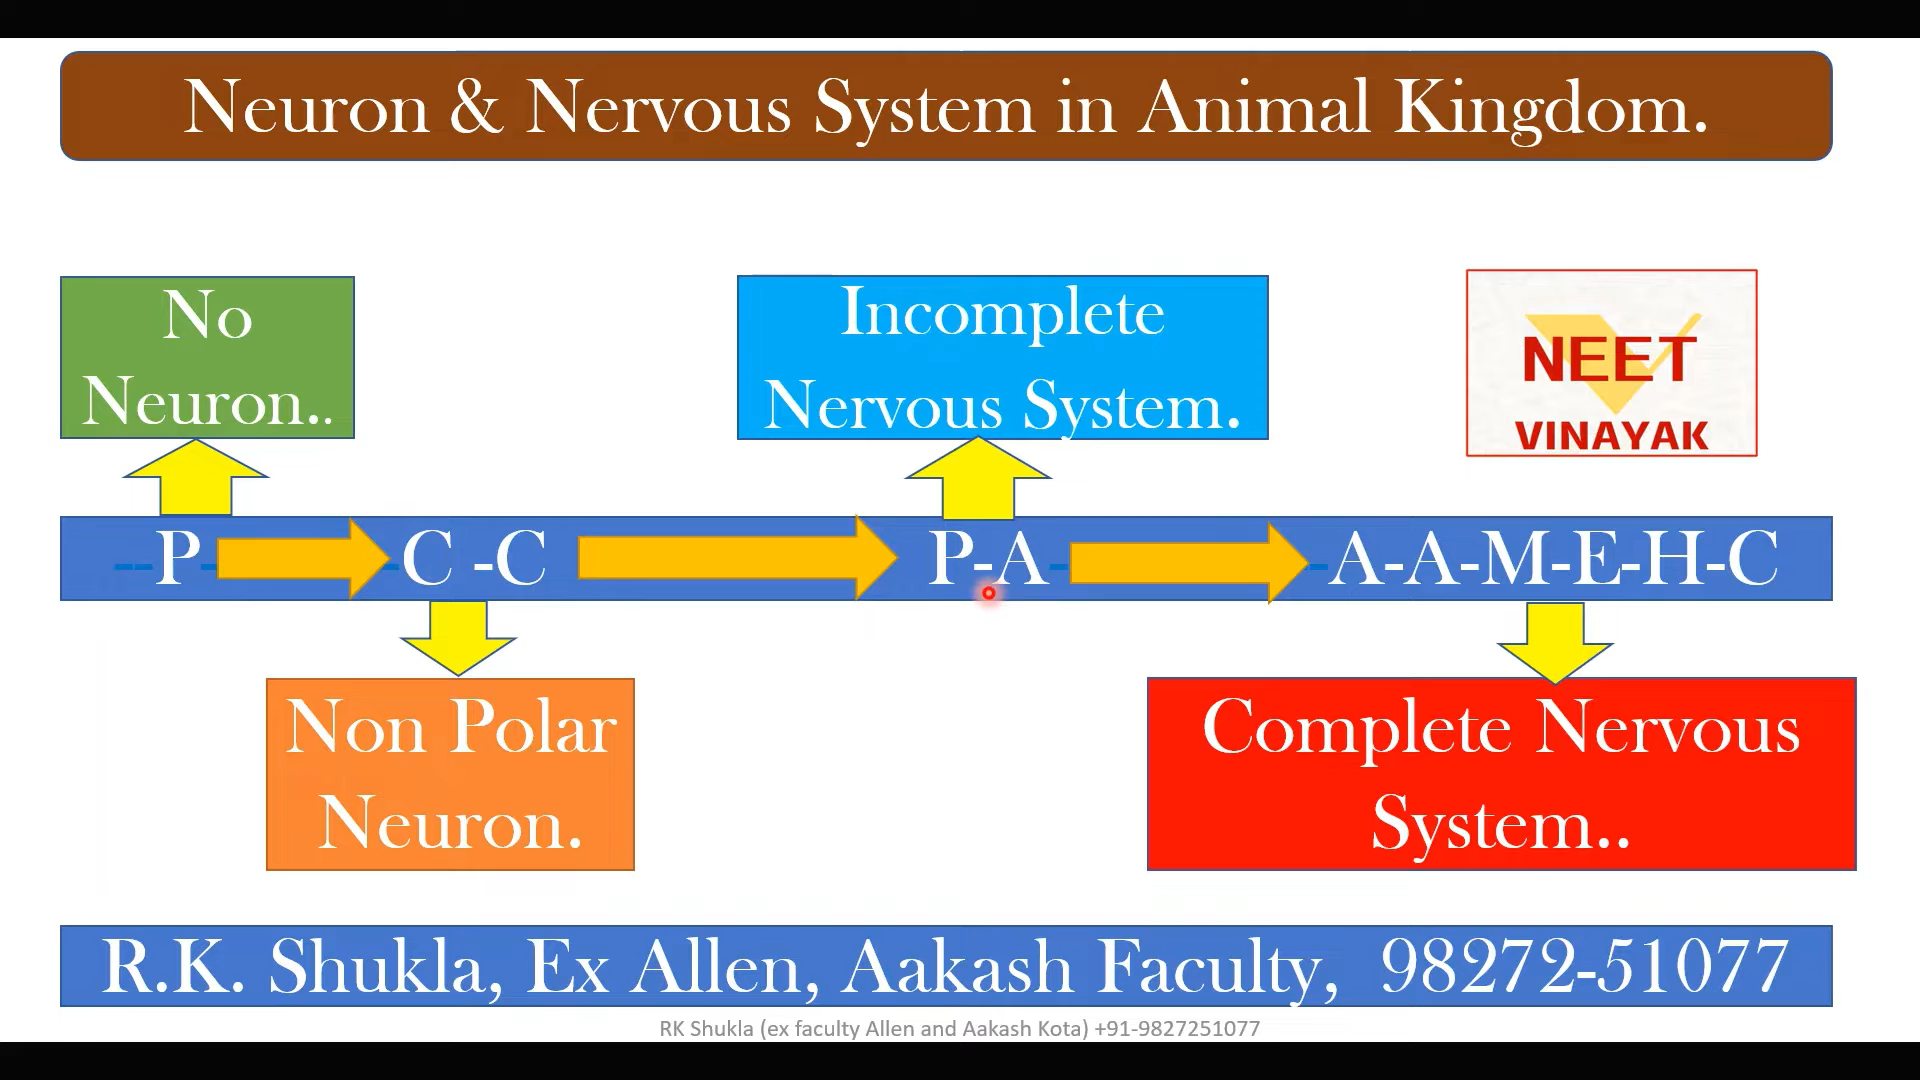 Neuron & Nervous System in Animal Kingdom.
No
Neuron..
Incomplete
Nervous System.
NEET
VINAYAK
--P- -C -C P-A- -A-A-M-E-H-C
Non Polar
Neuron.
Complete Nervous
System..
R.K. Shukla, Ex Allen, Aakash Faculty, 98272-51077
RK Shukla (ex faculty Allen and Aakash Kota) +91-9827251077